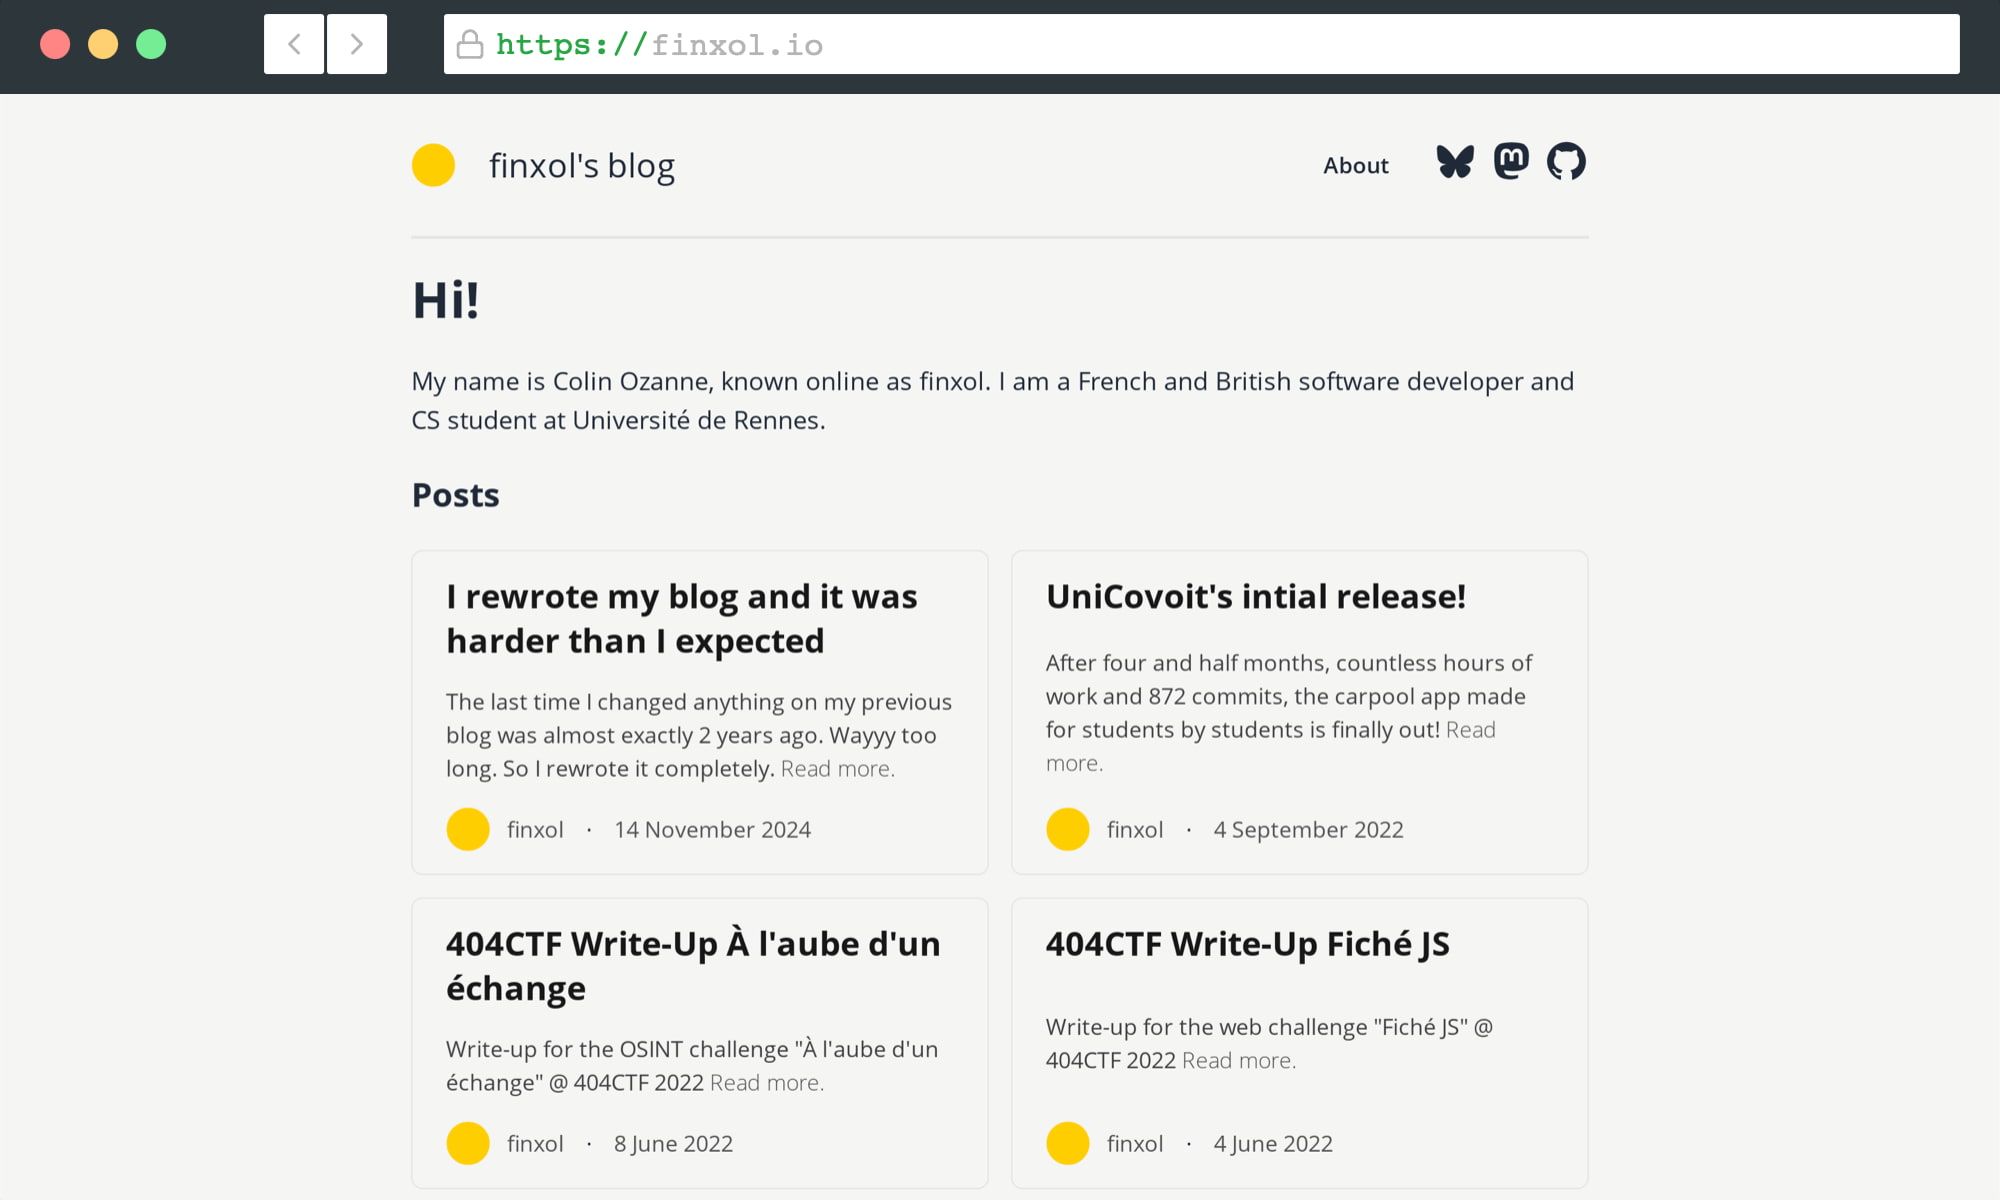 https://finxol.io
finxol's blog
About
Hi!
My name is Colin Ozanne, known online as finxol. I am a French and British software developer and
CS student at Université de Rennes.
Posts
I rewrote my blog and it was
harder than I expected
The last time I changed anything on my previous
blog was almost exactly 2 years ago. Wayyy too
long. So I rewrote it completely. Read more.
finxol · 14 November 2024
UniCovoit's intial release!
After four and half months, countless hours of
work and 872 commits, the carpool app made
for students by students is finally out! Read
more.
finxol · 4 September 2022
404CTF Write-Up À l'aube d'un
échange
Write-up for the OSINT challenge "À l'aube d'un
échange" @ 404CTF 2022 Read more.
finxol · 8 June 2022
404CTF Write-Up Fiché JS
Write-up for the web challenge "Fiché JS" @
404CTF 2022 Read more.
finxol · 4 June 2022